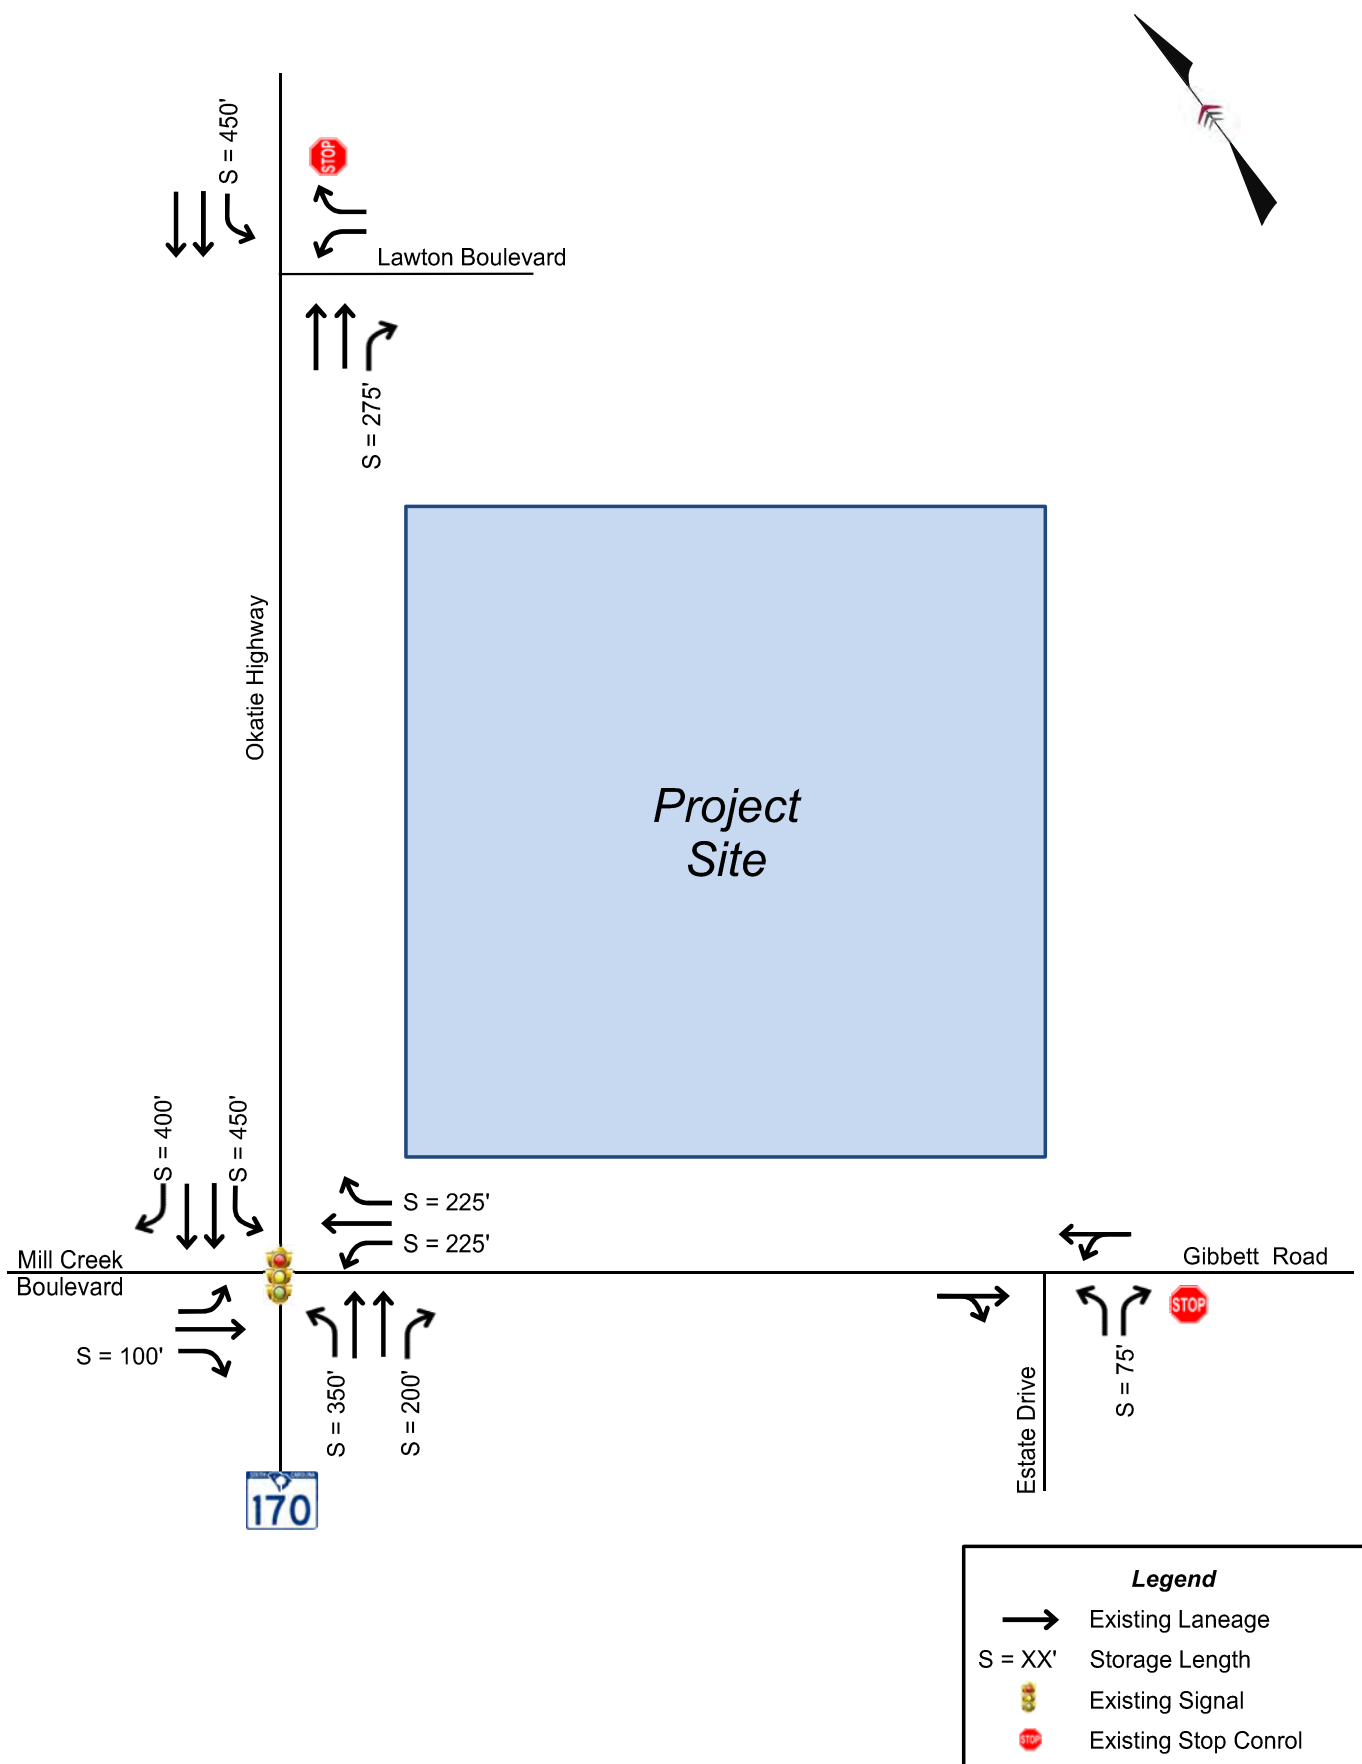 S = 450'
STOP
Lawton Boulevard
S = 275'
Okatie Highway
Project
Site
S = 400'
S = 450'
S = 225'
S = 225'
Mill Creek
Boulevard
Gibbett Road
STOP
S = 100'
S = 350'
S = 200'
Estate Drive
S = 75'
SOUTH CAROLINA
170
Legend
Existing Laneage
S = XX' Storage Length
Existing Signal
STOP Existing Stop Conrol